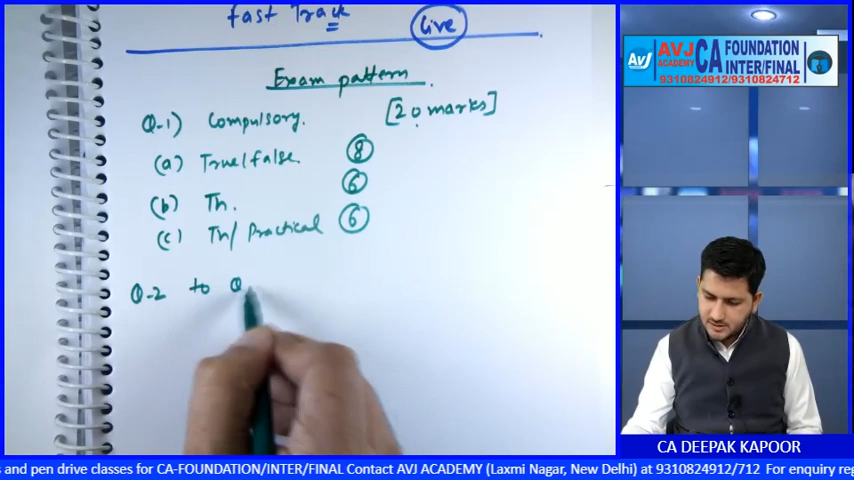 fast Track
Live
Exam pattern
Q-1) Compulsory. [20 marks]
(a) True/false 8
6
(b) Th.
(c) Th/ Practical 6
Q-2 to Q
AVJ
AVJ
ACADEMY
CA FOUNDATION
INTER/FINAL
9310824912/9310824712
CA DEEPAK KAPOOR
s and pen drive classes for CA-FOUNDATION/INTER/FINAL Contact AVJ ACADEMY (Laxmi Nagar, New Delhi) at 9310824912/712 For enquiry reg